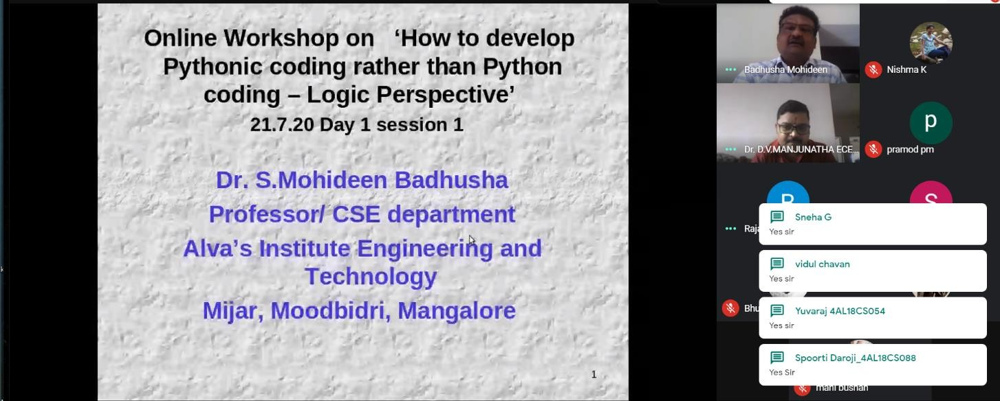 Online Workshop on ‘How to develop
Pythonic coding rather than Python
coding – Logic Perspective’
21.7.20 Day 1 session 1
Dr. S.Mohideen Badhusha
Professor/ CSE department
Alva’s Institute Engineering and
Technology
Mijar, Moodbidri, Mangalore
1
Badhusha Mohideen
Nishma K
Dr. D.V.MANJUNATHA ECE...
p
pramod pm
R
S
Raja
Sneha G
Yes sir
vidul chavan
Yes sir
Bhu
Yuvaraj 4AL18CS054
Yes sir
Spoorti Daroji_4AL18CS088
Yes Sir
mani bushan